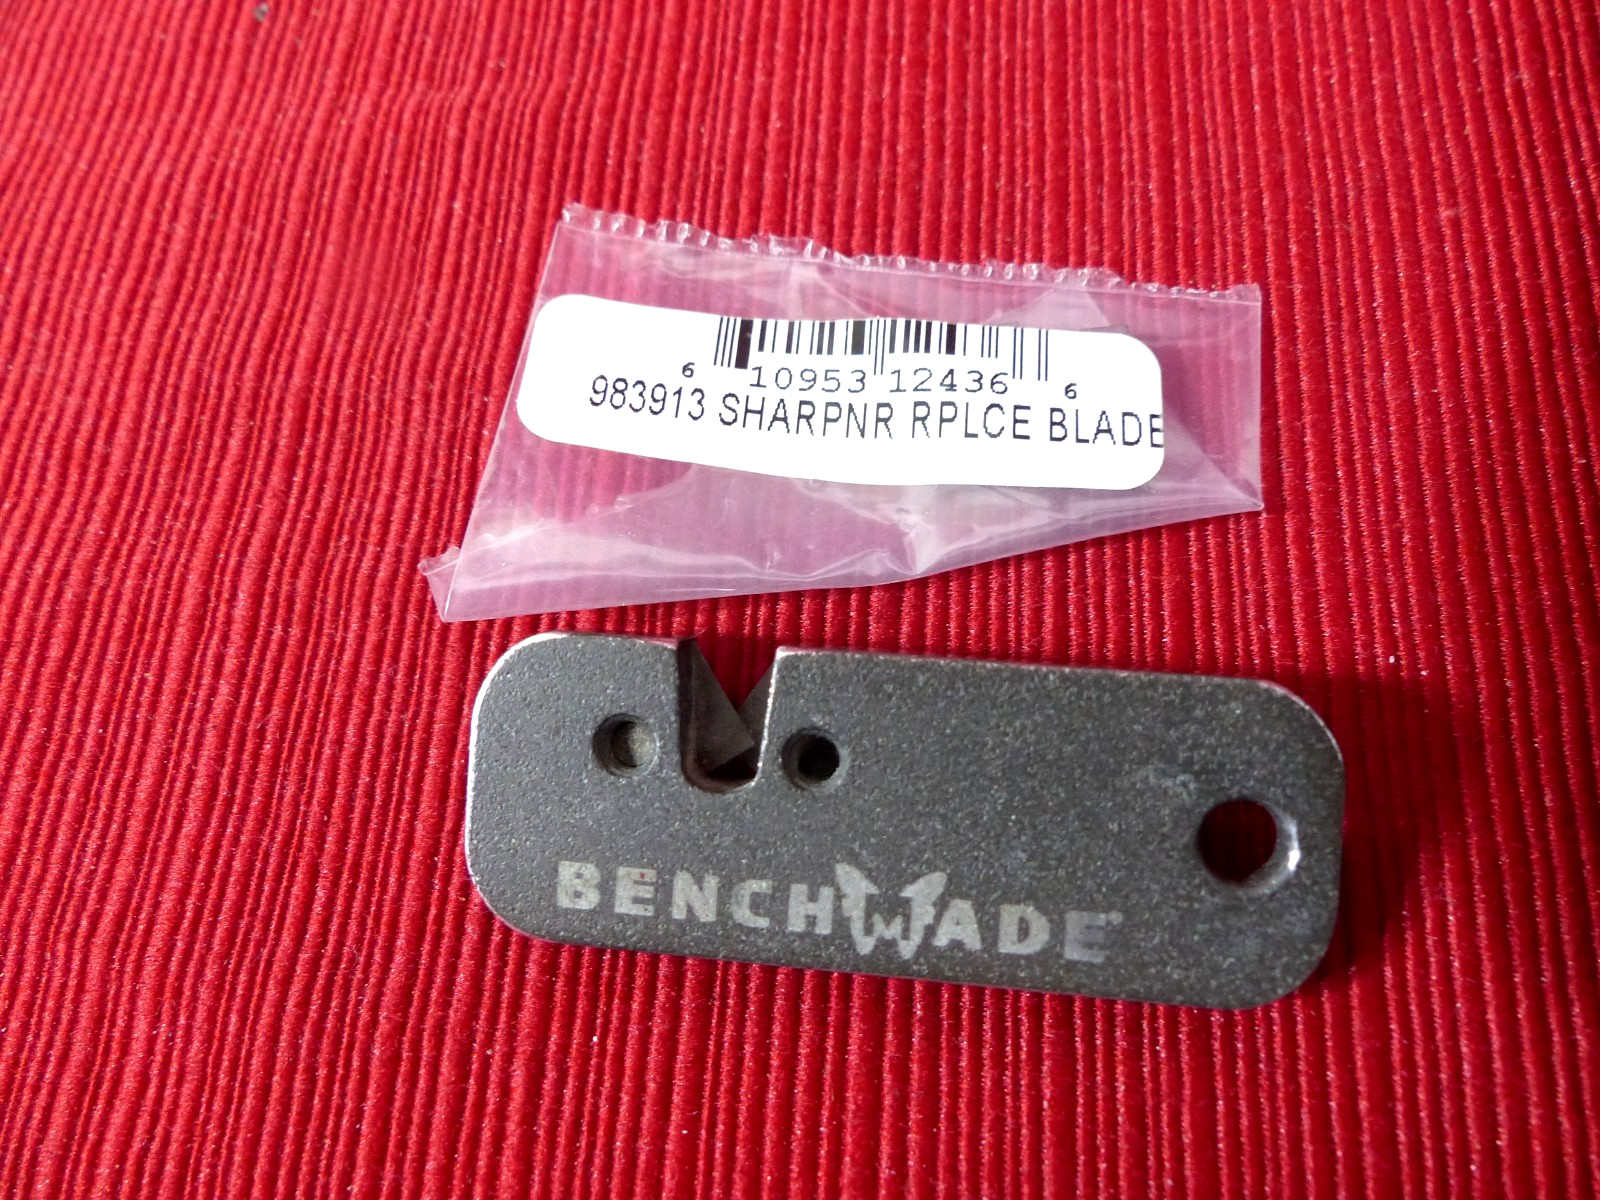 6 10953 12436 6
983913 SHARPNR RPLCE BLADE
BENCHMADE